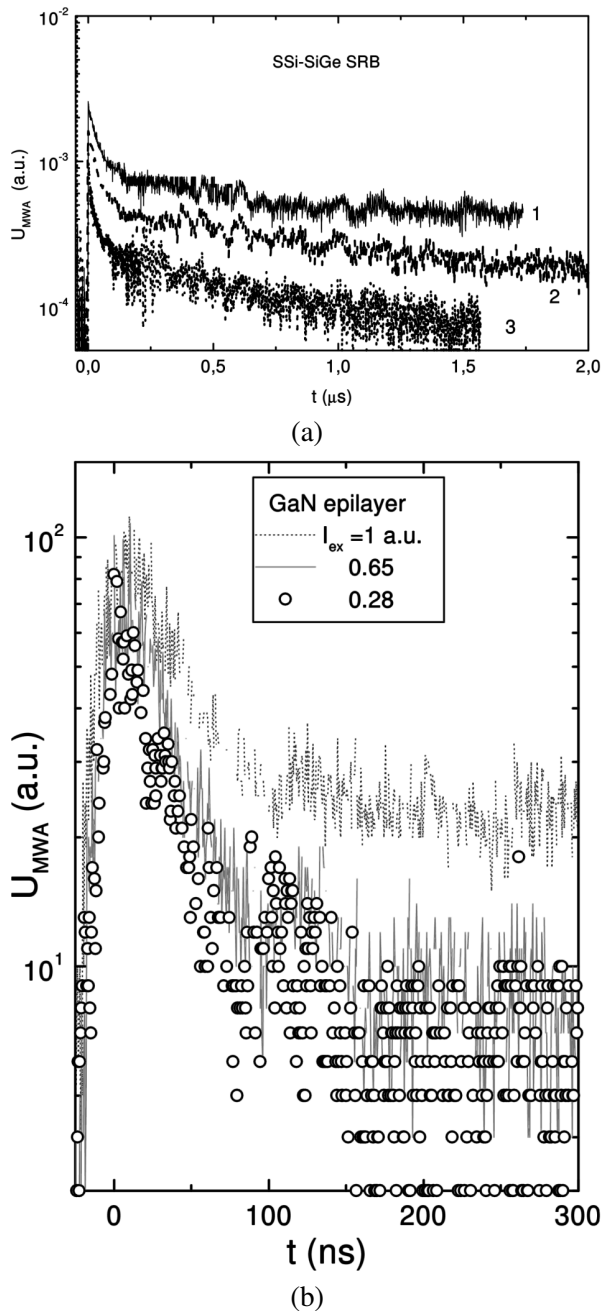 10^-2
SSi-SiGe SRB
10^-3
U_MWA (a.u.)
1
2
10^-4
3
0,0 0,5 1,0 1,5 2,0
t (μs)
(a)
GaN epilayer
I_ex =1 a.u.
0.65
0.28
10^2
U_MWA (a.u.)
10^1
0 100 200 300
t (ns)
(b)